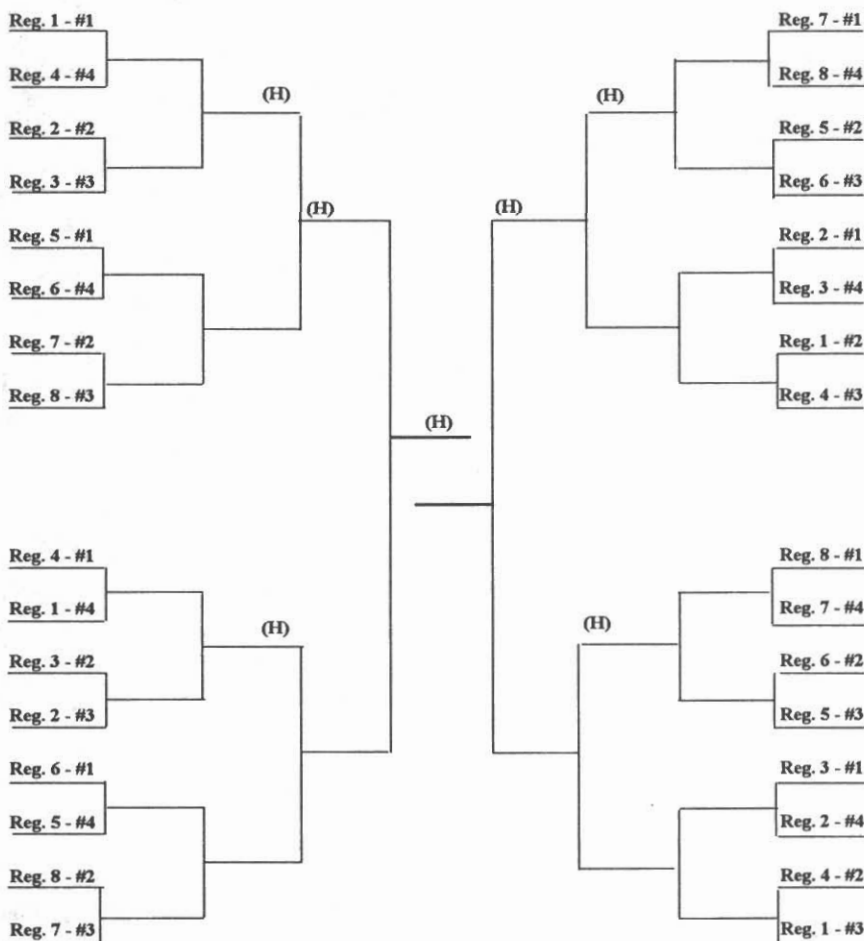 Reg. 1 - #1
Reg. 4 - #4
(H)
Reg. 2 - #2
Reg. 3 - #3
(H)
Reg. 5 - #1
Reg. 6 - #4
Reg. 7 - #2
Reg. 8 - #3
(H)
Reg. 4 - #1
Reg. 1 - #4
(H)
Reg. 3 - #2
Reg. 2 - #3
Reg. 6 - #1
Reg. 5 - #4
Reg. 8 - #2
Reg. 7 - #3
Reg. 7 - #1
Reg. 8 - #4
(H)
Reg. 5 - #2
Reg. 6 - #3
(H)
Reg. 2 - #1
Reg. 3 - #4
Reg. 1 - #2
Reg. 4 - #3
Reg. 8 - #1
Reg. 7 - #4
(H)
Reg. 6 - #2
Reg. 5 - #3
Reg. 3 - #1
Reg. 2 - #4
Reg. 4 - #2
Reg. 1 - #3